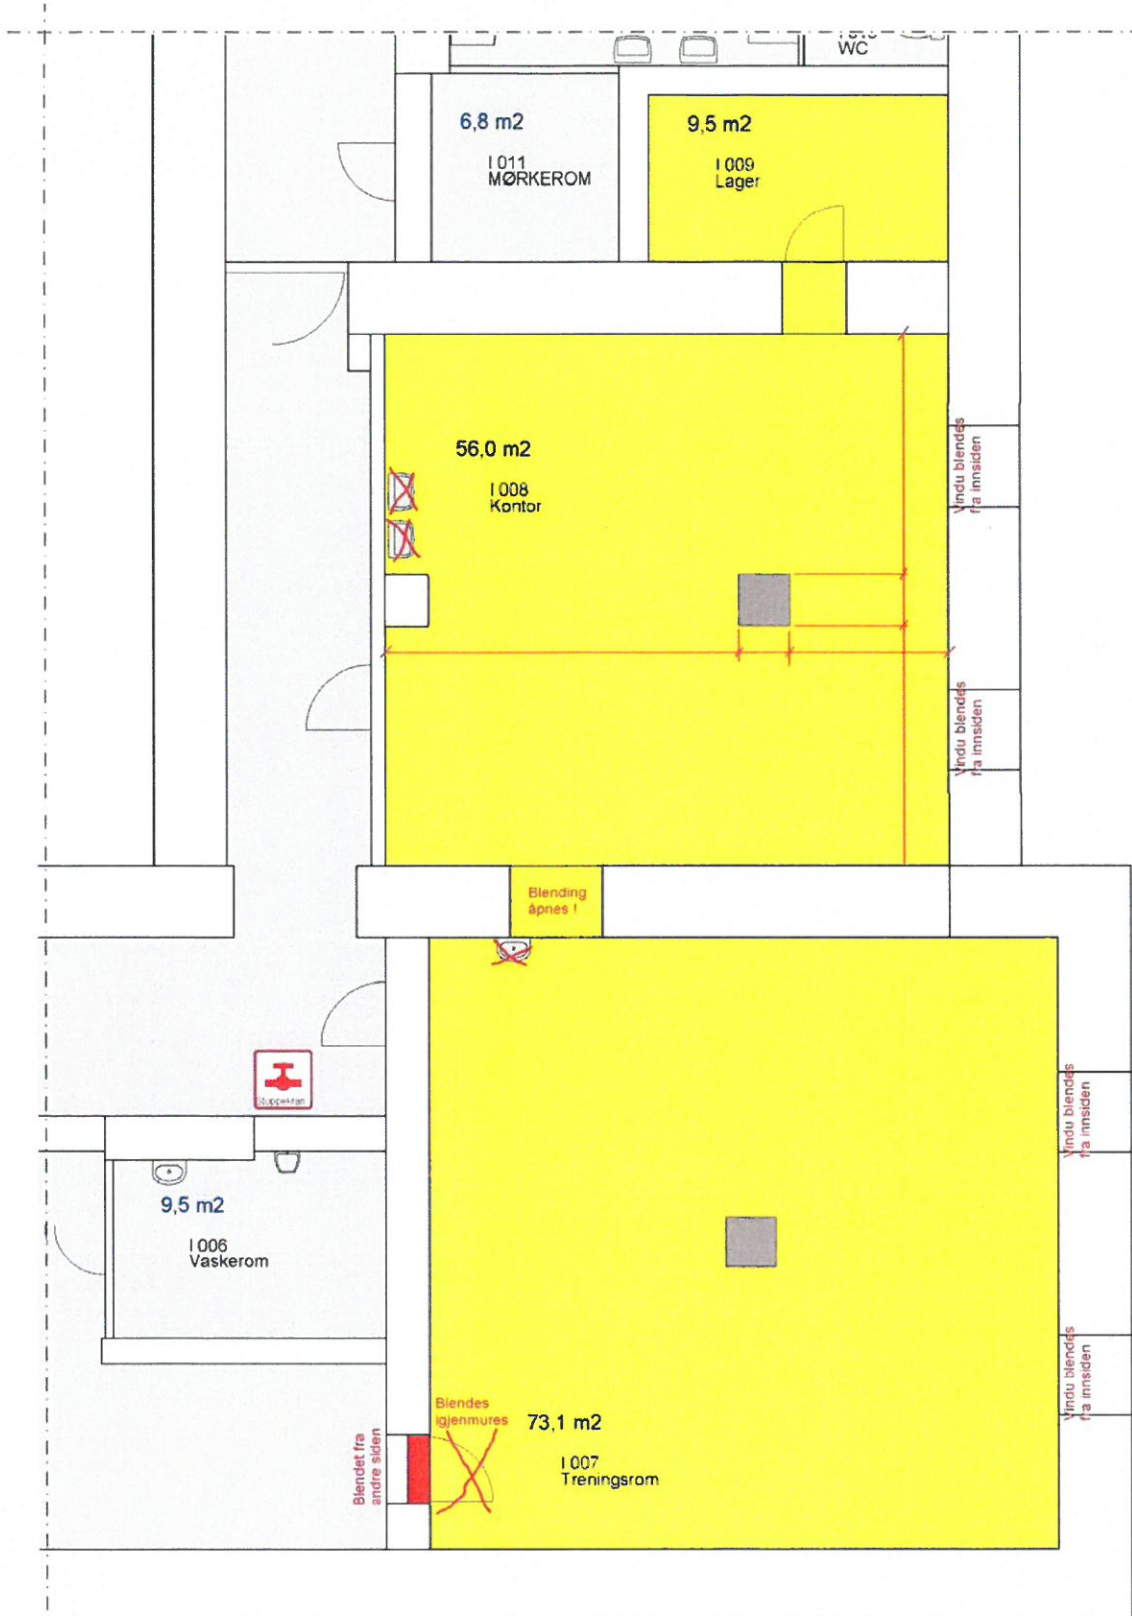 WC
6,8 m2
I 011
MØRKEROM
9,5 m2
I 009
Lager
56,0 m2
I 008
Kontor
Vindu blendes
fra innsiden
Vindu blendes
fra innsiden
Blending
åpnes !
Stoppekran
9,5 m2
I 006
Vaskerom
Vindu blendes
fra innsiden
Vindu blendes
fra innsiden
Blendes
igjenmures
Blendet fra
andre siden
73,1 m2
I 007
Treningsrom